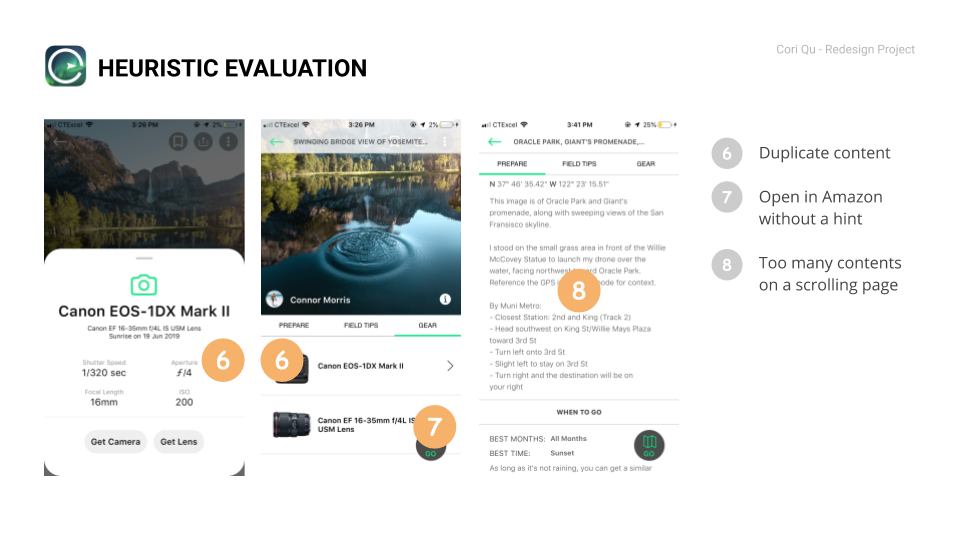 Cori Qu - Redesign Project
HEURISTIC EVALUATION
CTExcel 3:26 PM 2%
Canon EOS-1DX Mark II
Canon EF 16-35mm f/4L IS USM Lens
Sunrise on 19 Jun 2019
Shutter Speed Aperture
1/320 sec ƒ/4
Focal Length ISO
16mm 200
Get Camera Get Lens
6
CTExcel 3:26 PM 2%
SWINGING BRIDGE VIEW OF YOSEMITE...
Connor Morris
PREPARE FIELD TIPS GEAR
6
Canon EOS-1DX Mark II
Canon EF 16-35mm f/4L IS
USM Lens
7
GO
CTExcel 3:41 PM 25%
ORACLE PARK, GIANT'S PROMENADE,...
PREPARE FIELD TIPS GEAR
N 37° 46' 35.42" W 122° 23' 15.51"
This image is of Oracle Park and Giant's
promenade, along with sweeping views of the San
Fransisco skyline.
I stood on the small grass area in front of the Willie
McCovey Statue to launch my drone over the
water, facing northwest ard Oracle Park.
Reference the GPS ode for context.
8
By Muni Metro:
- Closest Station: 2nd and King (Track 2)
- Head southwest on King St/Willie Mays Plaza
toward 3rd St
- Turn left onto 3rd St
- Slight left to stay on 3rd St
- Turn right and the destination will be on
your right
WHEN TO GO
BEST MONTHS: All Months
BEST TIME: Sunset
GO
As long as it's not raining, you can get a similar
6 Duplicate content
7 Open in Amazon
without a hint
8 Too many contents
on a scrolling page